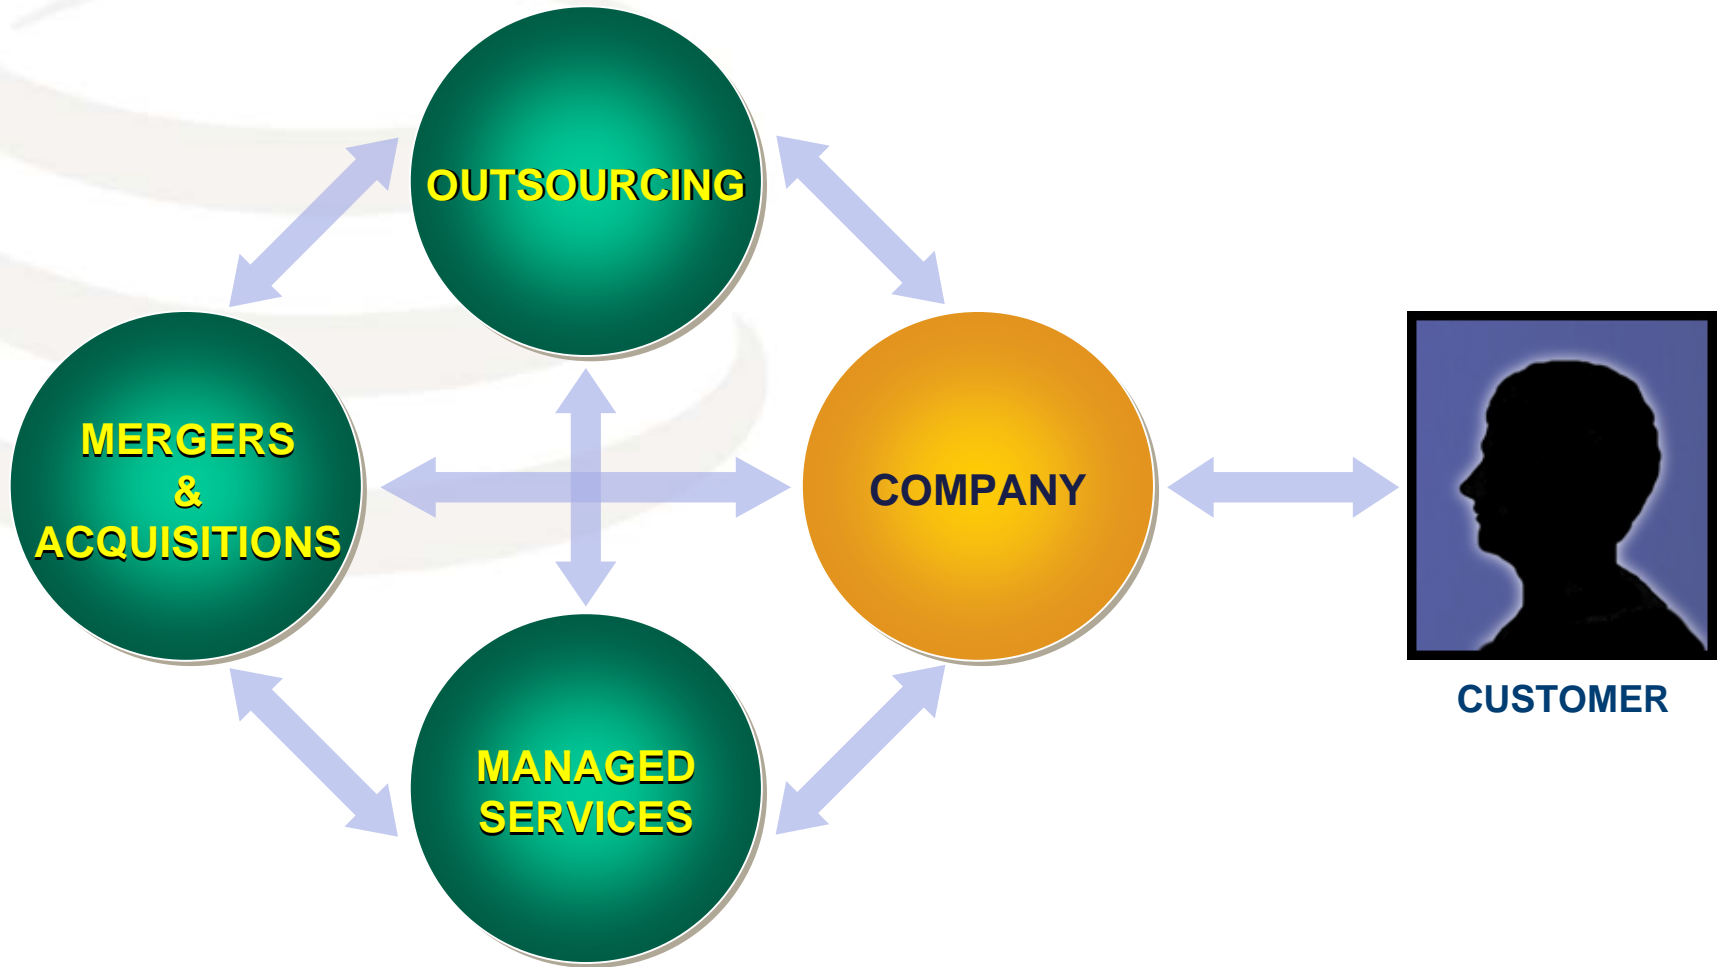 OUTSOURCING
MERGERS
&
ACQUISITIONS
COMPANY
MANAGED
SERVICES
CUSTOMER